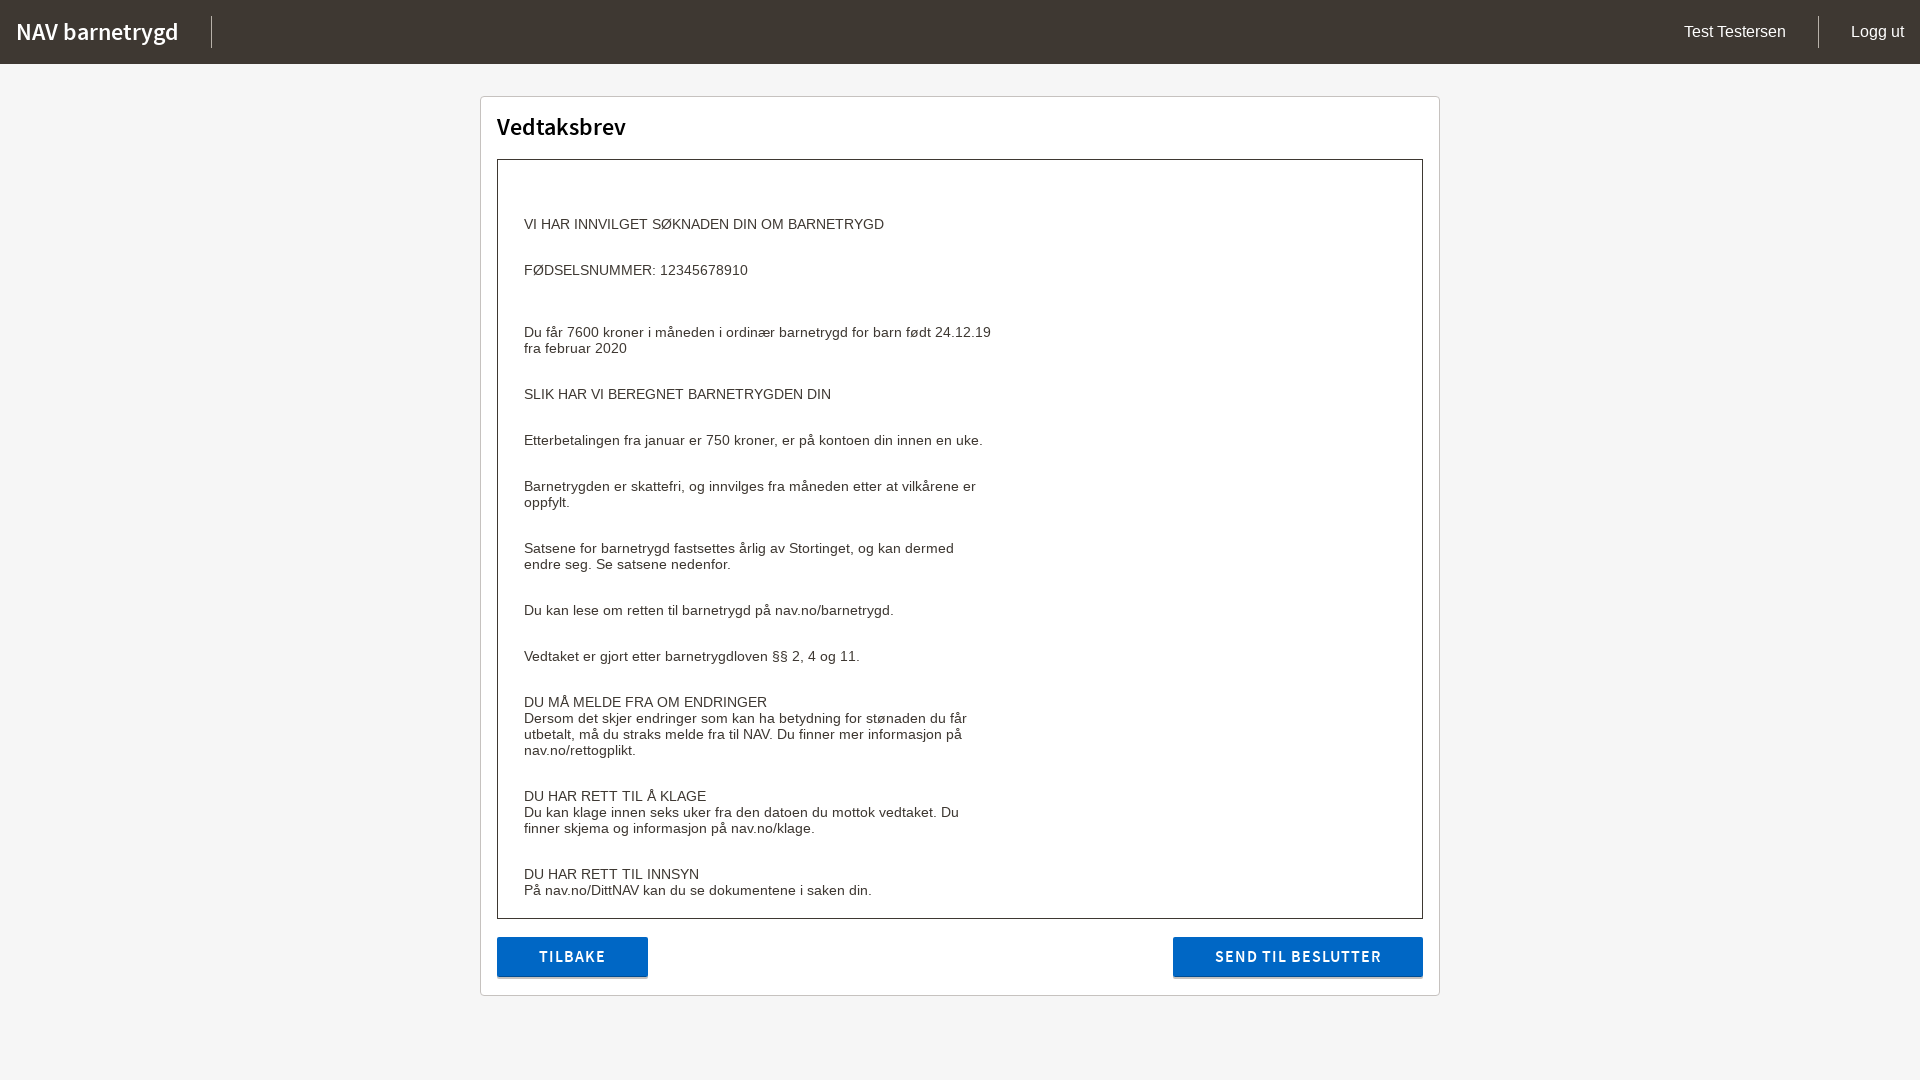 NAV barnetrygd
Test Testersen
Logg ut
Vedtaksbrev
VI HAR INNVILGET SØKNADEN DIN OM BARNETRYGD
FØDSELSNUMMER: 12345678910
Du får 7600 kroner i måneden i ordinær barnetrygd for barn født 24.12.19
fra februar 2020
SLIK HAR VI BEREGNET BARNETRYGDEN DIN
Etterbetalingen fra januar er 750 kroner, er på kontoen din innen en uke.
Barnetrygden er skattefri, og innvilges fra måneden etter at vilkårene er
oppfylt.
Satsene for barnetrygd fastsettes årlig av Stortinget, og kan dermed
endre seg. Se satsene nedenfor.
Du kan lese om retten til barnetrygd på nav.no/barnetrygd.
Vedtaket er gjort etter barnetrygdloven §§ 2, 4 og 11.
DU MÅ MELDE FRA OM ENDRINGER
Dersom det skjer endringer som kan ha betydning for stønaden du får
utbetalt, må du straks melde fra til NAV. Du finner mer informasjon på
nav.no/rettogplikt.
DU HAR RETT TIL Å KLAGE
Du kan klage innen seks uker fra den datoen du mottok vedtaket. Du
finner skjema og informasjon på nav.no/klage.
DU HAR RETT TIL INNSYN
På nav.no/DittNAV kan du se dokumentene i saken din.
TILBAKE
SEND TIL BESLUTTER